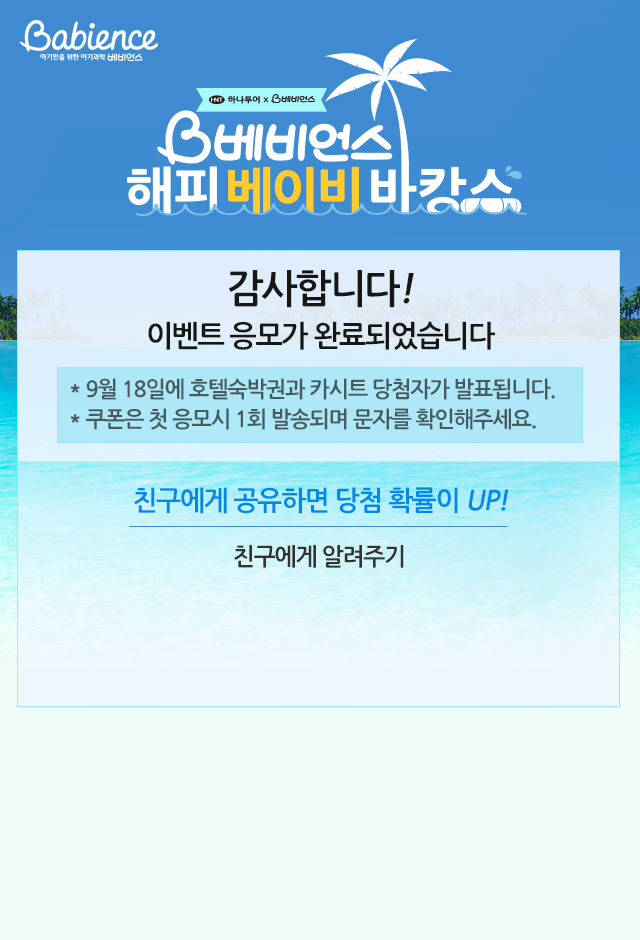 Babience
아기만을 위한 아기과학 베비언스
HNT 하나투어 x B베비언스
B베비언스
해피 베이비 바캉스
감사합니다!
이벤트 응모가 완료되었습니다
* 9월 18일에 호텔숙박권과 카시트 당첨자가 발표됩니다.
* 쿠폰은 첫 응모시 1회 발송되며 문자를 확인해주세요.
친구에게 공유하면 당첨 확률이 UP!
친구에게 알려주기